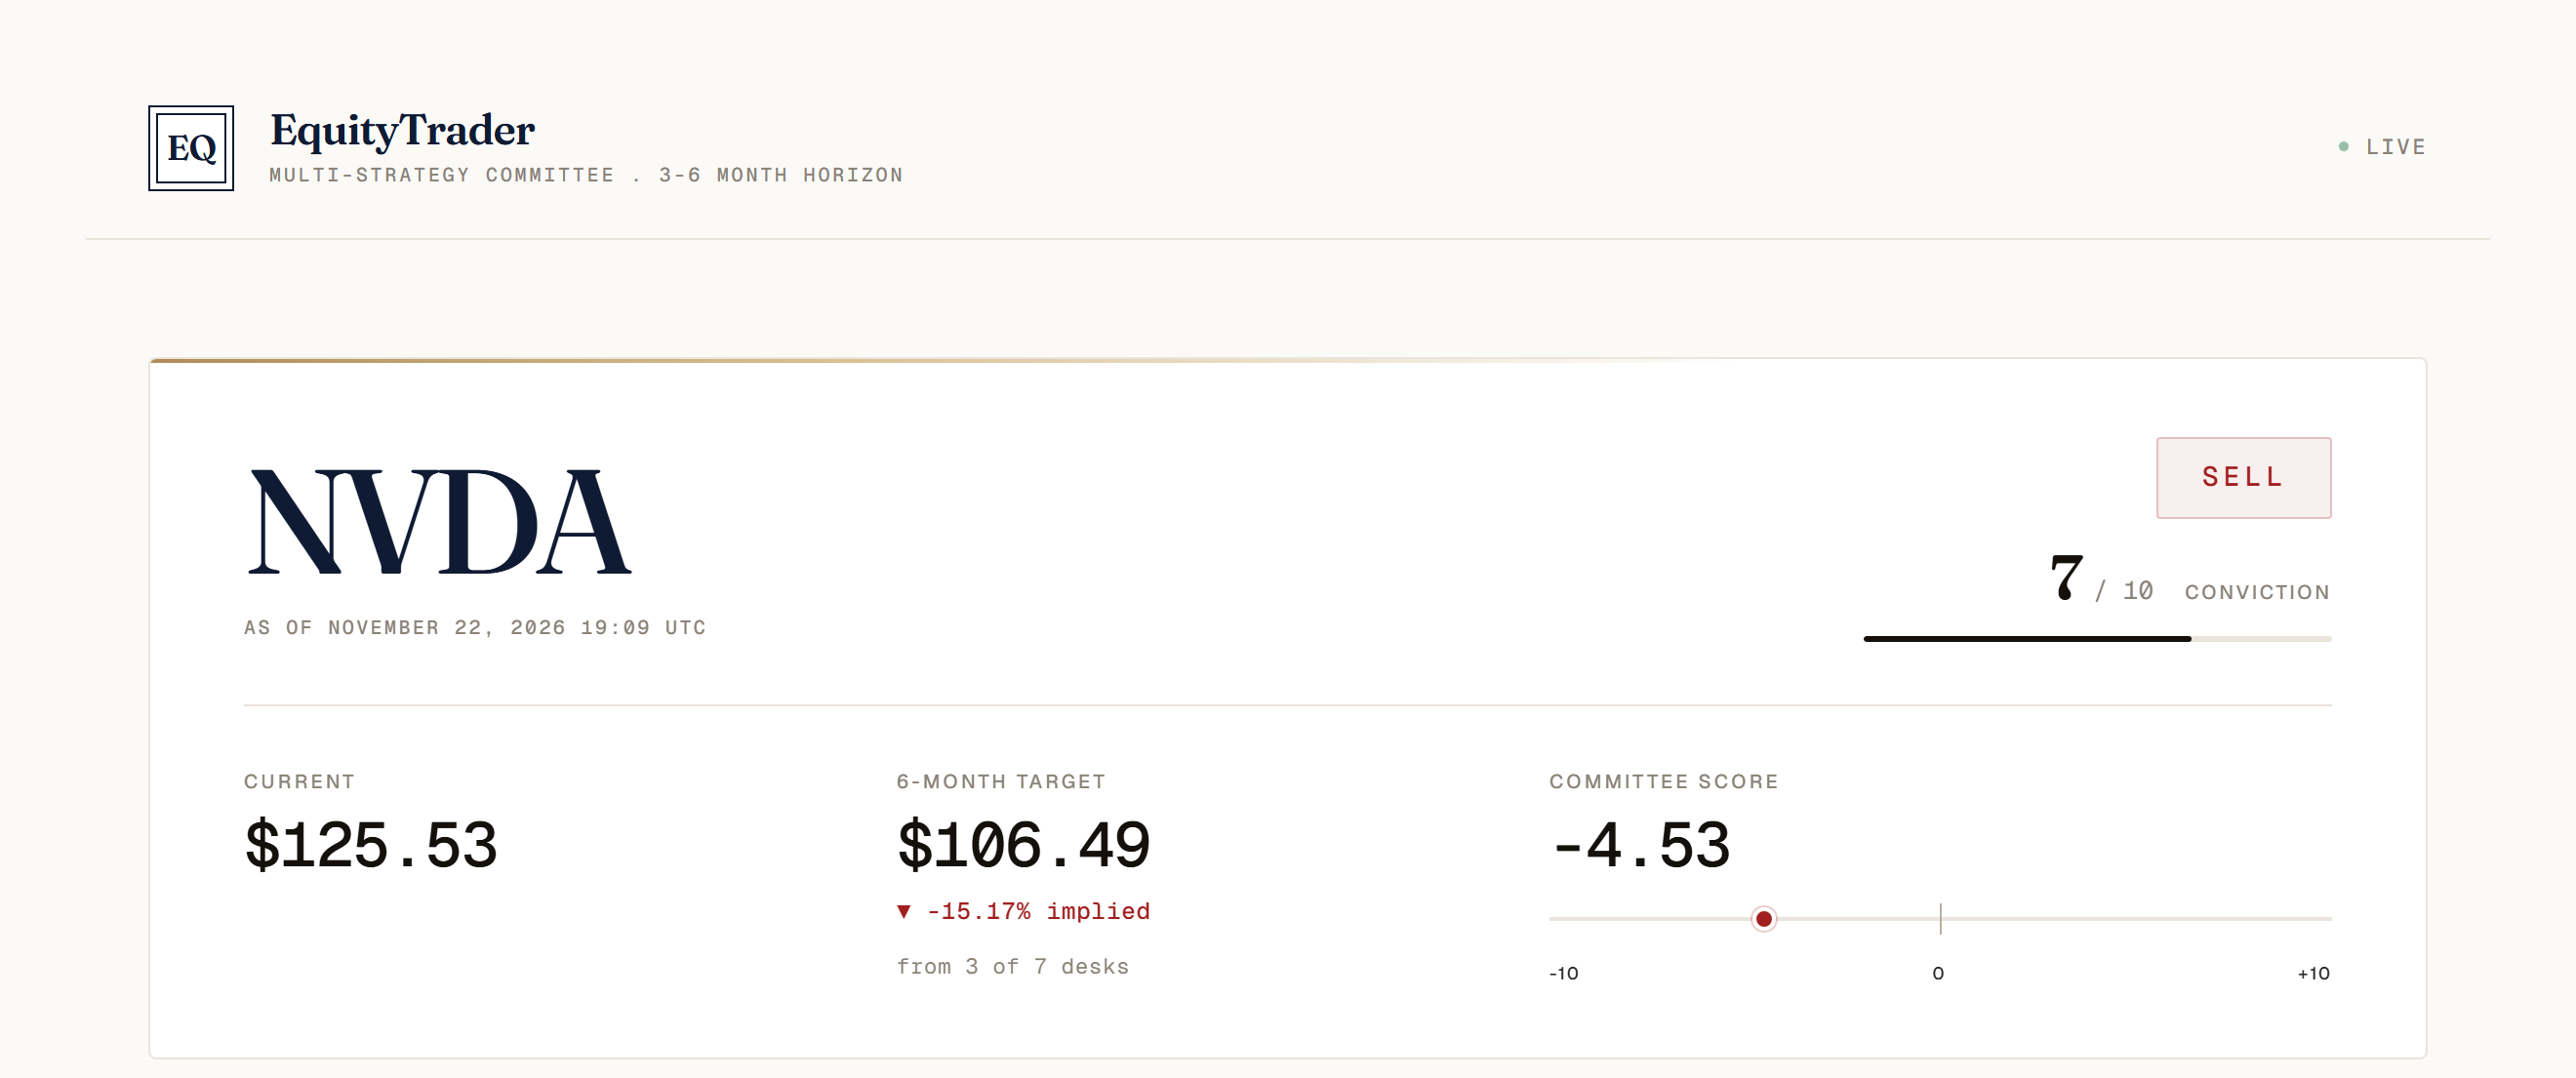 EQ
EquityTrader
MULTI-STRATEGY COMMITTEE . 3-6 MONTH HORIZON
LIVE
NVDA
AS OF NOVEMBER 22, 2026 19:09 UTC
SELL
7 / 10 CONVICTION
CURRENT
$125.53
6-MONTH TARGET
$106.49
▼ -15.17% implied
from 3 of 7 desks
COMMITTEE SCORE
-4.53
-10 0 +10